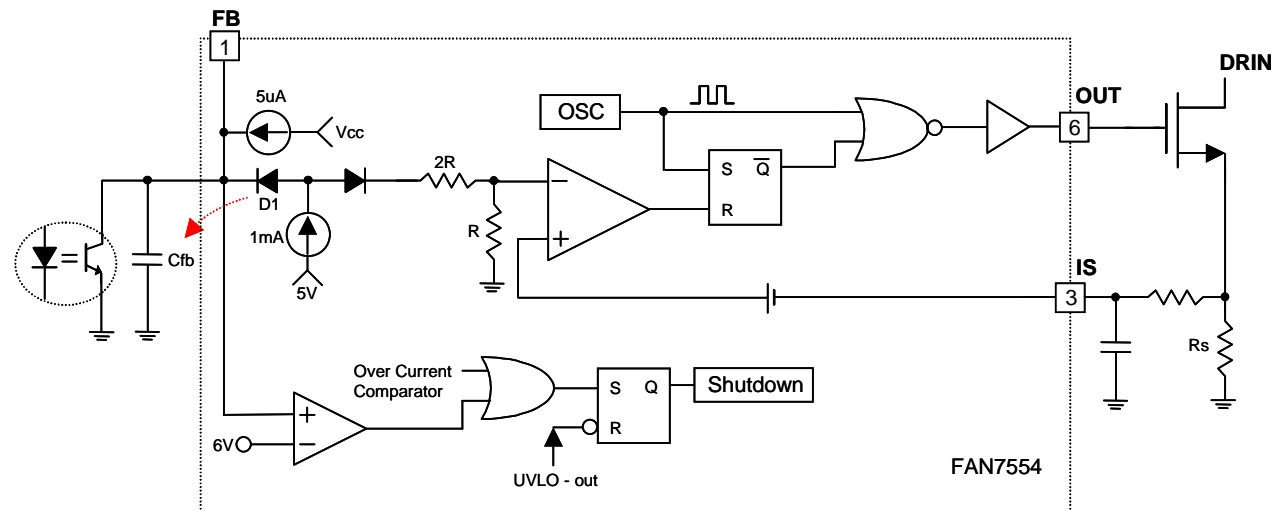 FB
1
DRIN
5uA
Vcc
OSC
OUT
6
2R
S Q
R
D1
R
1mA
Cfb
5V
IS
3
Rs
Over Current
Comparator
S Q
Shutdown
R
6V
UVLO - out
FAN7554